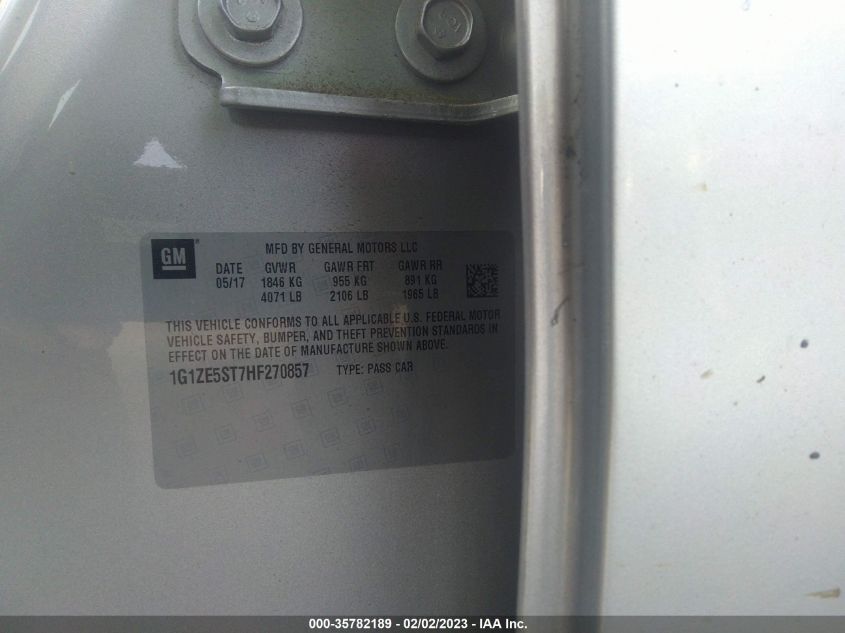 GM
MFD BY GENERAL MOTORS LLC
DATE GVWR GAWR FRT GAWR RR
05/17 1846 KG 955 KG 891 KG
4071 LB 2106 LB 1965 LB
THIS VEHICLE CONFORMS TO ALL APPLICABLE U.S. FEDERAL MOTOR
VEHICLE SAFETY, BUMPER, AND THEFT PREVENTION STANDARDS IN
EFFECT ON THE DATE OF MANUFACTURE SHOWN ABOVE.
1G1ZE5ST7HF270857 TYPE: PASS CAR
000-35782189 - 02/02/2023 - IAA Inc.